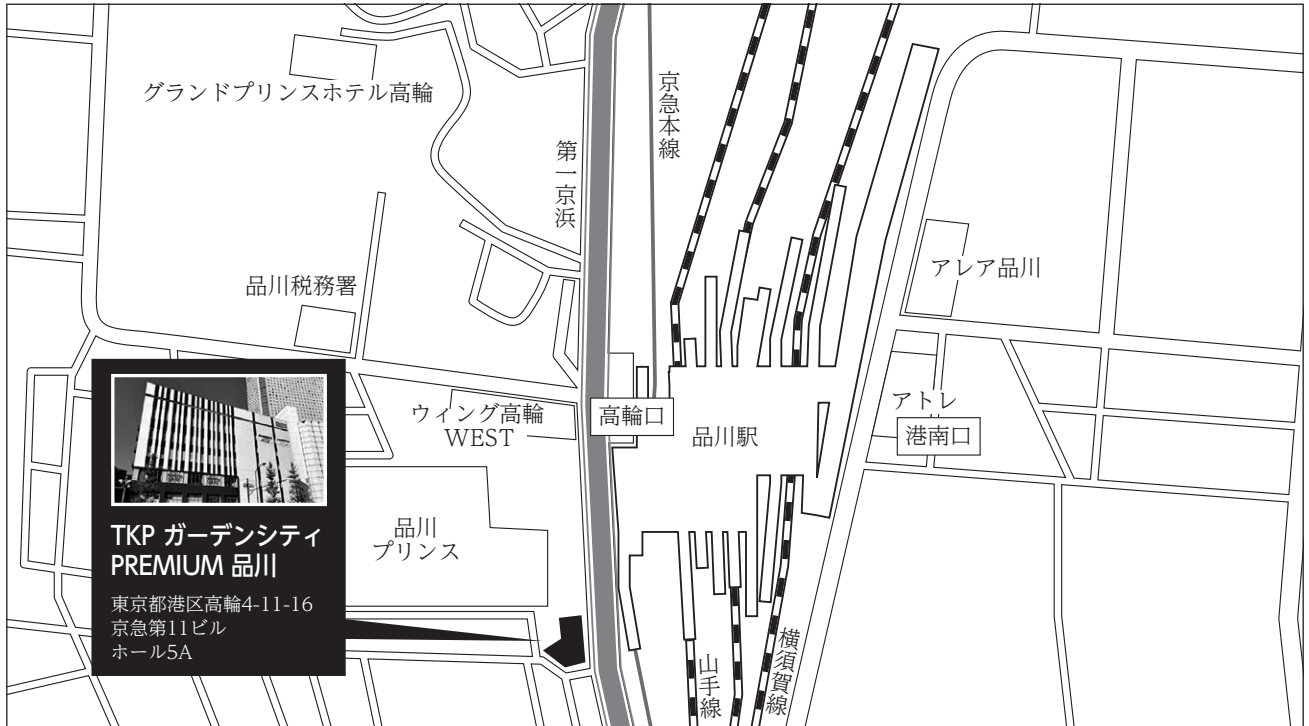 グランドプリンスホテル高輪
京急本線
第一京浜
アレア品川
品川税務署
ウィング高輪
WEST
高輪口
品川駅
アトレ
港南口
TKP ガーデンシティ
PREMIUM 品川
東京都港区高輪4-11-16
京急第11ビル
ホール5A
品川
プリンス
山手線
横須賀線